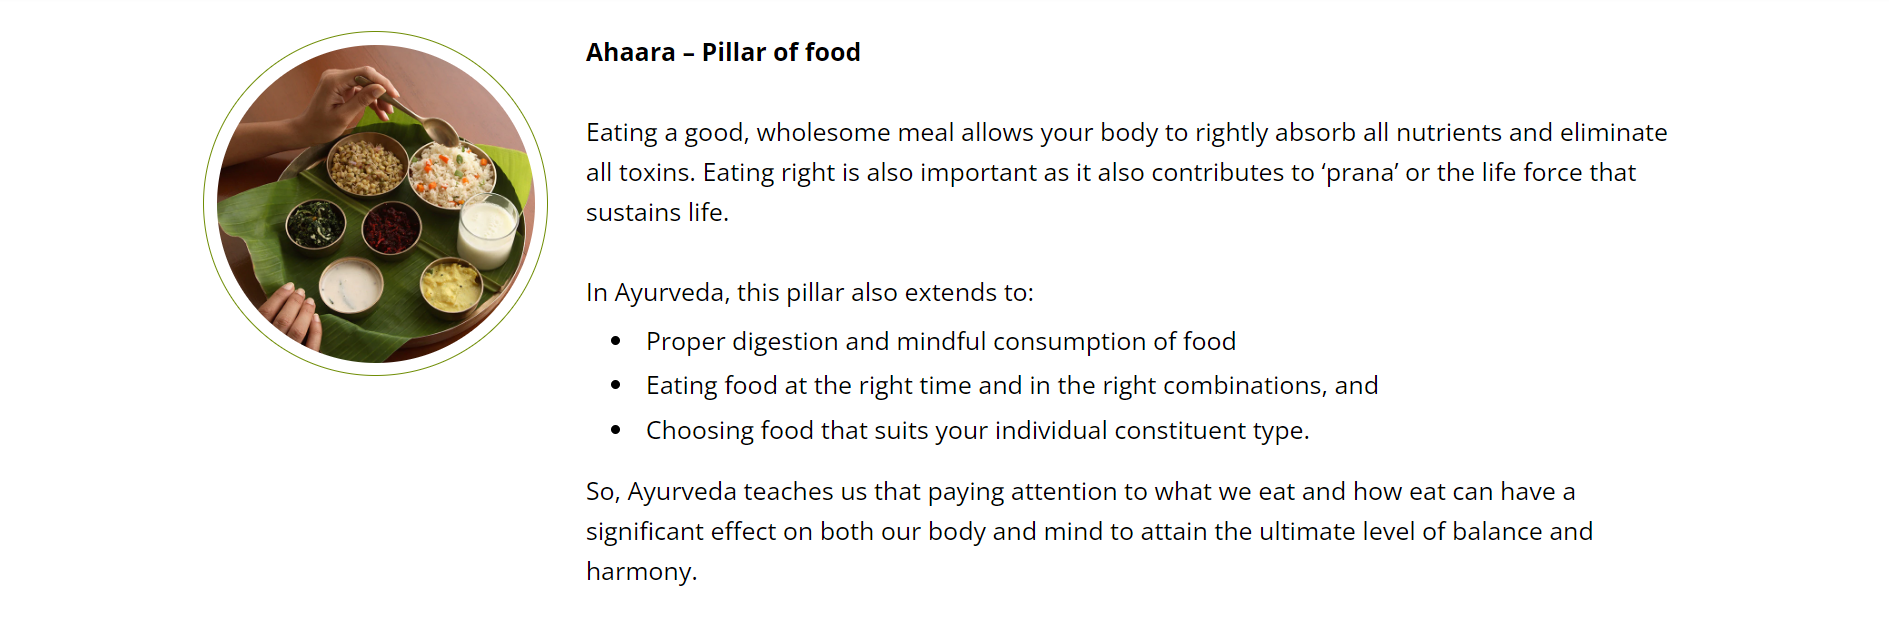 Ahaara – Pillar of food
Eating a good, wholesome meal allows your body to rightly absorb all nutrients and eliminate
all toxins. Eating right is also important as it also contributes to ‘prana’ or the life force that
sustains life.
In Ayurveda, this pillar also extends to:
• Proper digestion and mindful consumption of food
• Eating food at the right time and in the right combinations, and
• Choosing food that suits your individual constituent type.
So, Ayurveda teaches us that paying attention to what we eat and how eat can have a
significant effect on both our body and mind to attain the ultimate level of balance and
harmony.